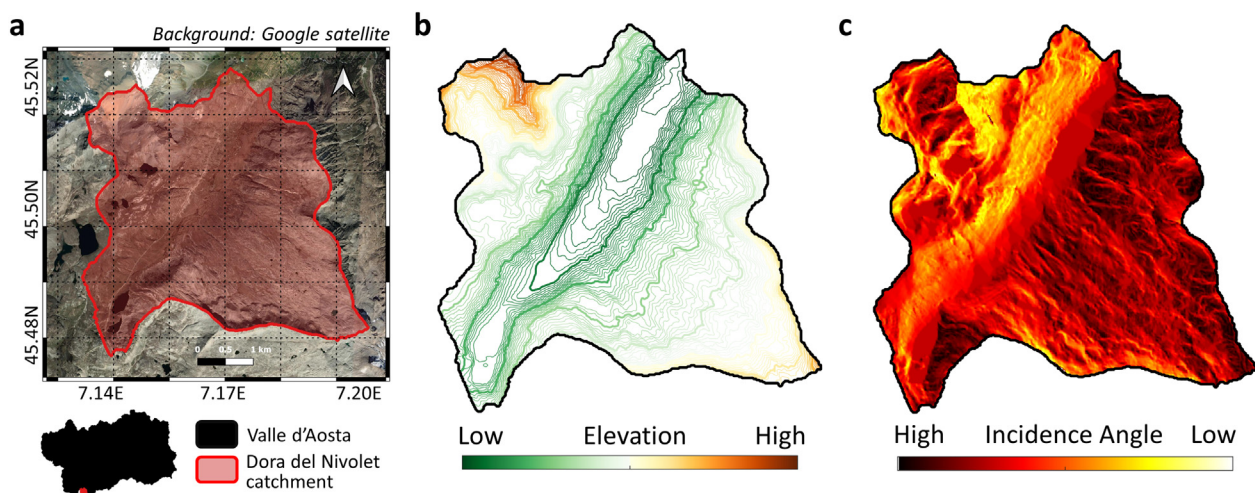 a
Background: Google satellite
45.52N
45.50N
45.48N
0 0.5 1 km
7.14E 7.17E 7.20E
Valle d'Aosta
Dora del Nivolet
catchment
b
Low Elevation High
c
High Incidence Angle Low